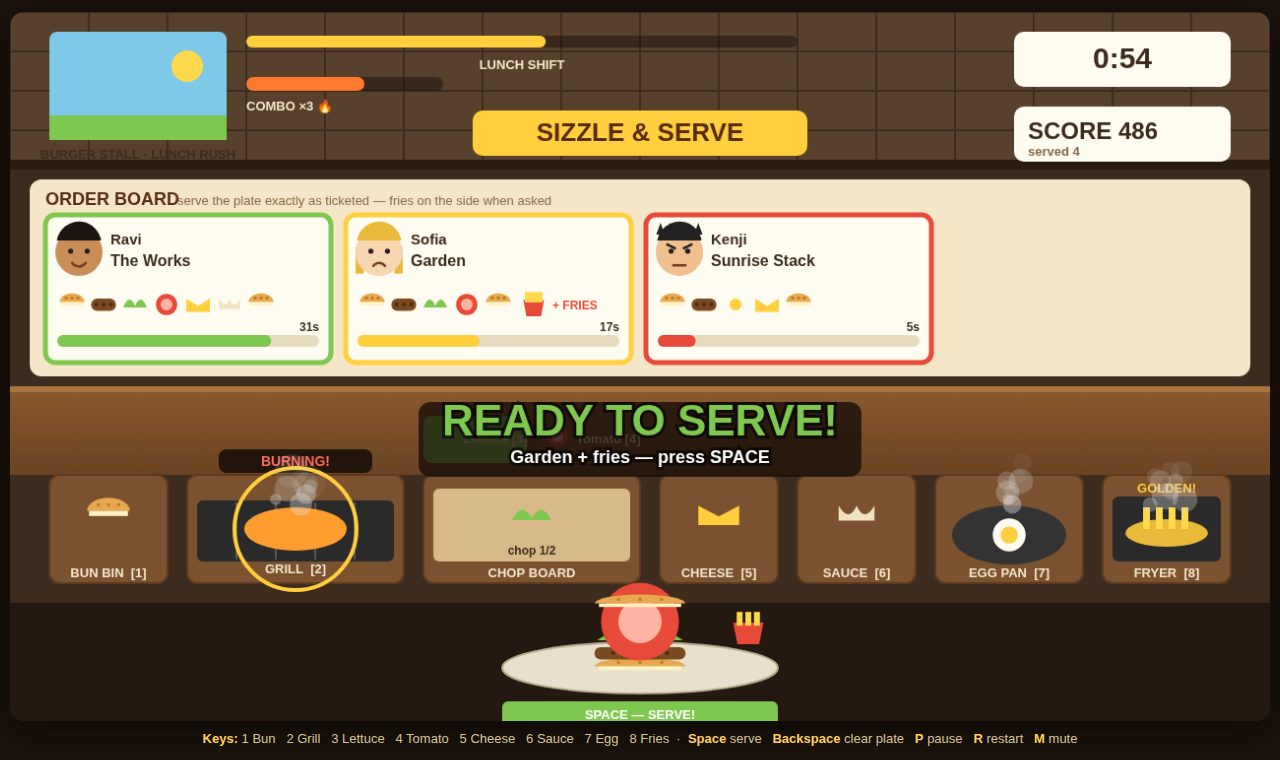 0:54
LUNCH SHIFT
COMBO ×3 🔥
SIZZLE & SERVE
SCORE 486
served 4
BURGER STALL · LUNCH RUSH
ORDER BOARD serve the plate exactly as ticketed — fries on the side when asked
Ravi
The Works
31s
Sofia
Garden
+ FRIES
17s
Kenji
Sunrise Stack
5s
READY TO SERVE!
Lettuce [3] Tomato [4]
Garden + fries — press SPACE
BURNING!
GOLDEN!
chop 1/2
BUN BIN [1]
GRILL [2]
CHOP BOARD
CHEESE [5]
SAUCE [6]
EGG PAN [7]
FRYER [8]
SPACE — SERVE!
Keys: 1 Bun 2 Grill 3 Lettuce 4 Tomato 5 Cheese 6 Sauce 7 Egg 8 Fries · Space serve Backspace clear plate P pause R restart M mute